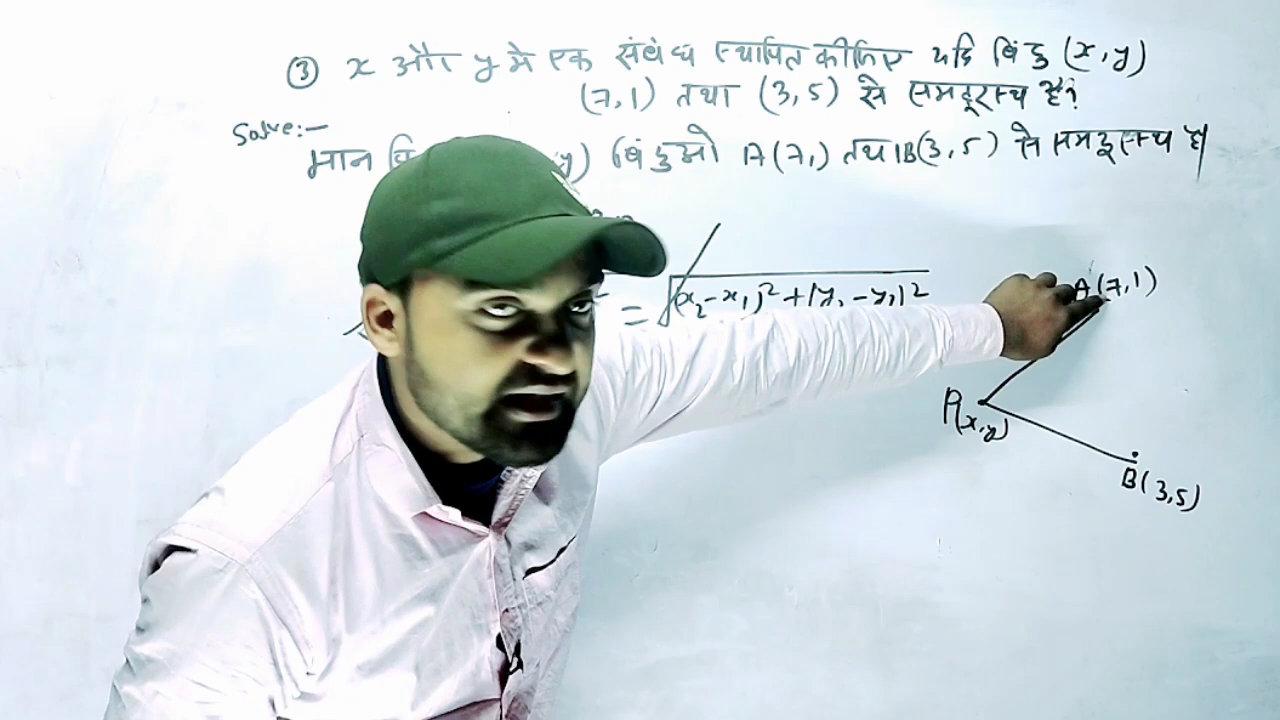 ③ x और y मे एक संबंध स्थापित कीजिए यदि बिंदु (x,y)
(7,1) तथा (3,5) से समदूरस्थ है?
Solve:-
मान y) बिंदुओ A(7,) तथा B(3,5) से समदूरस्थ है|
= √(x₂-x₁)²+(y₂-y₁)²
A(7,1)
P(x,y)
B(3,5)